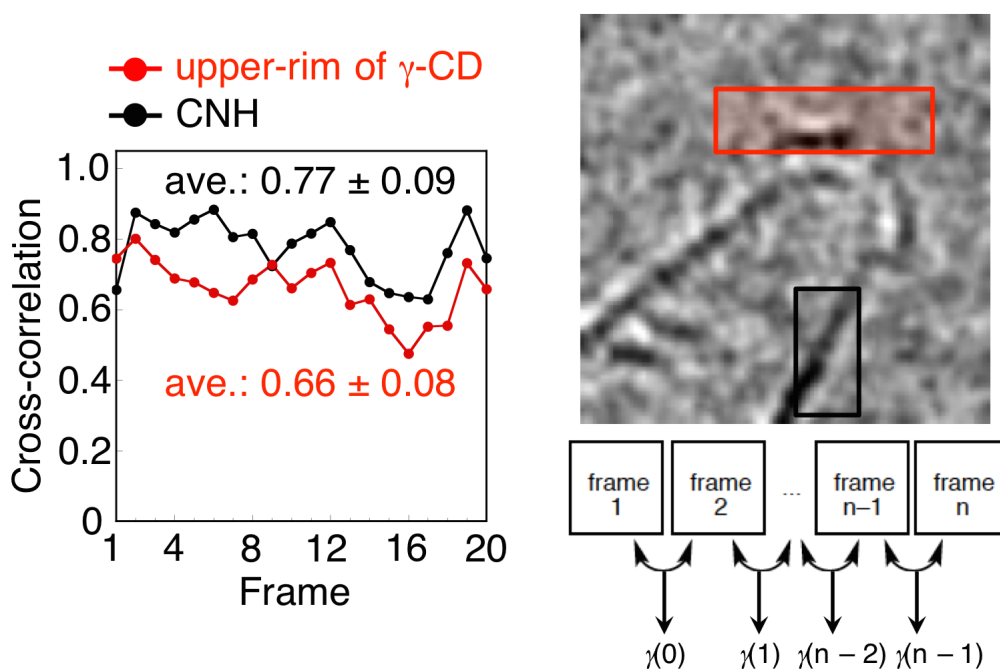 upper-rim of γ-CD
CNH
1.0
0.8
0.6
0.4
0.2
0
ave.: 0.77 ± 0.09
ave.: 0.66 ± 0.08
Cross-correlation
1 4 8 12 16 20
Frame
frame 1
frame 2
...
frame n–1
frame n
γ(0) γ(1) γ(n − 2) γ(n − 1)